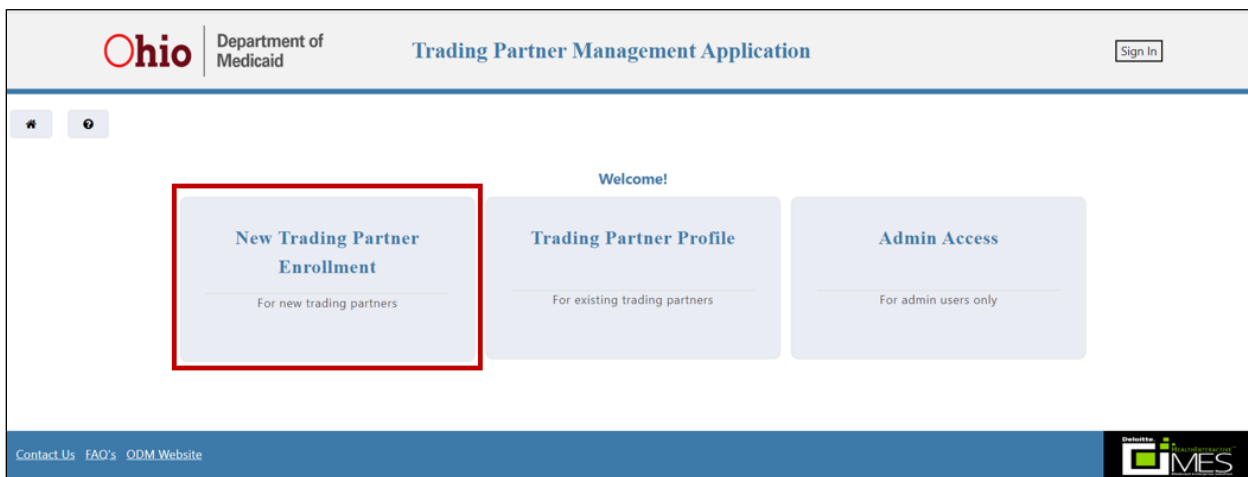 Ohio
Department of
Medicaid
Trading Partner Management Application
Sign In
Welcome!
New Trading Partner
Enrollment
For new trading partners
Trading Partner Profile
For existing trading partners
Admin Access
For admin users only
Contact Us FAQ's ODM Website
Deloitte.
HEALTHINTERACTIVE
MES